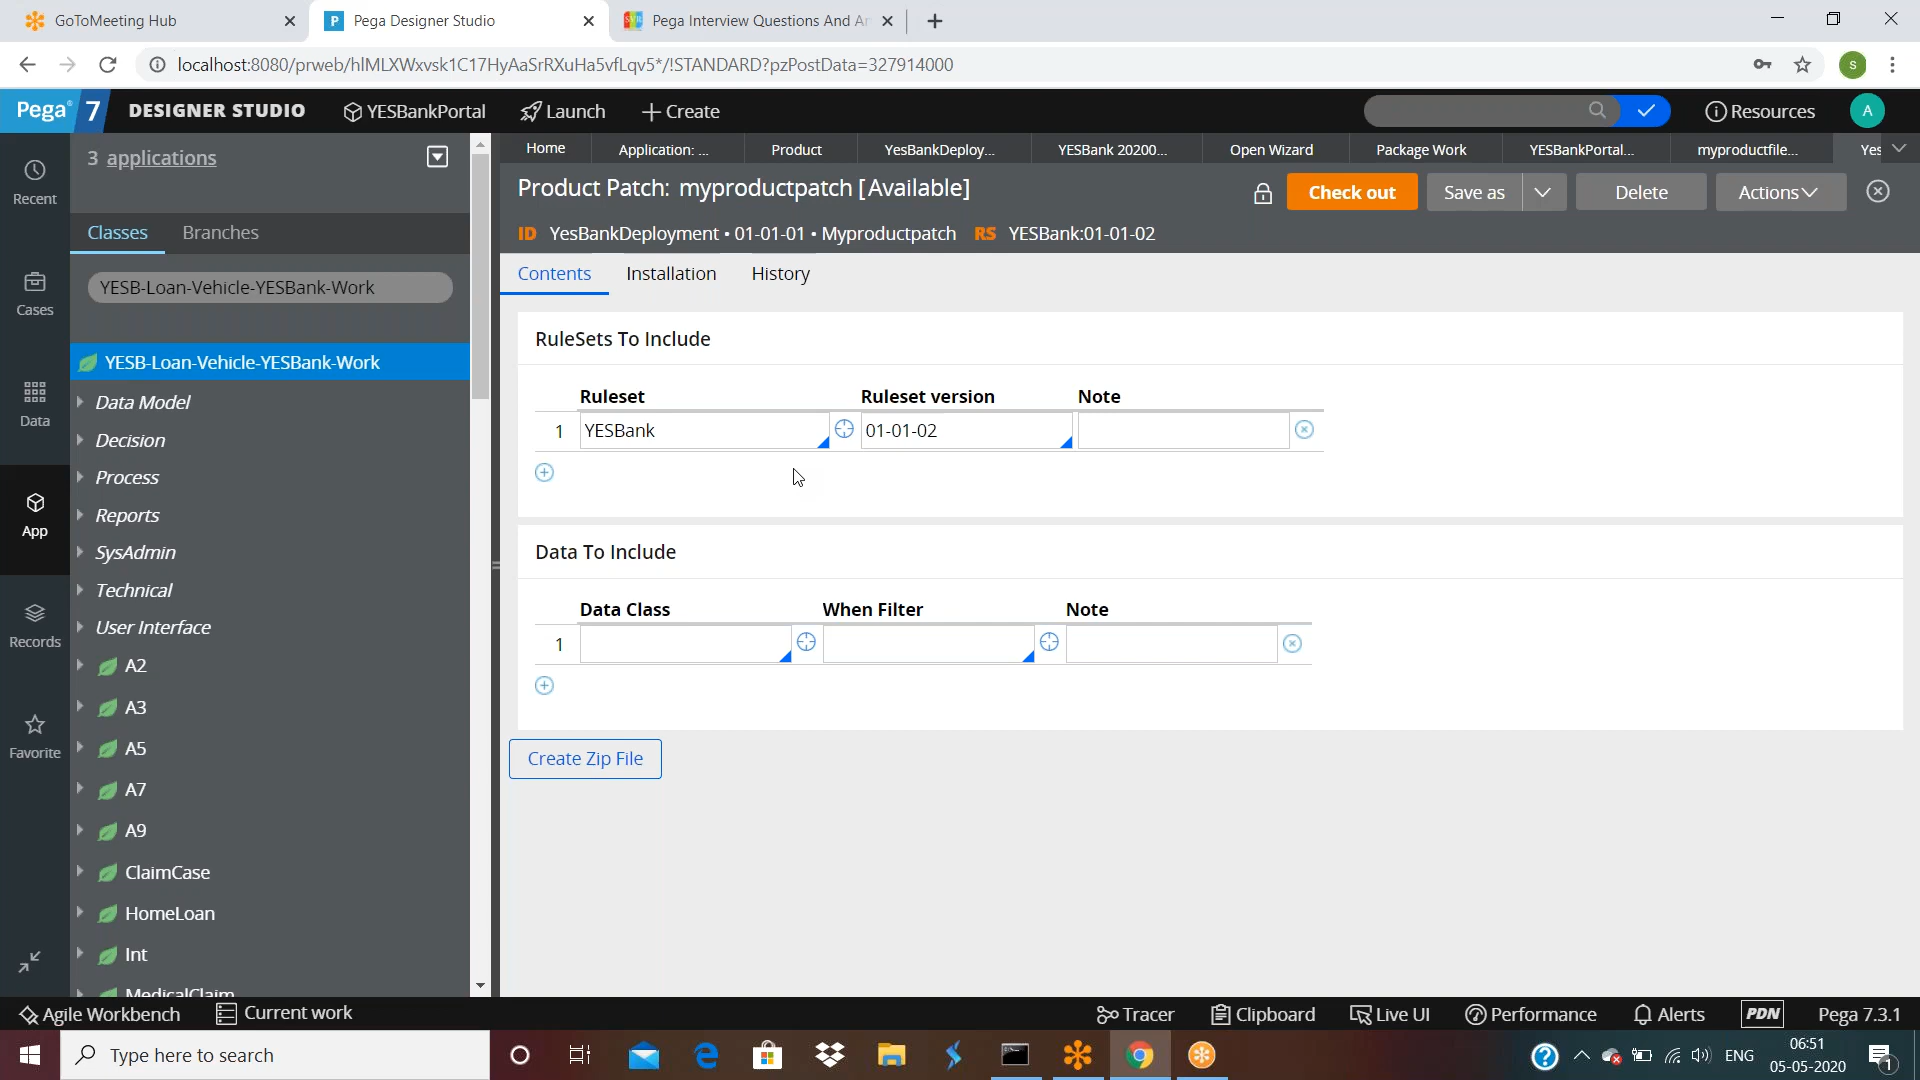 GoToMeeting Hub
Pega Designer Studio
Pega Interview Questions And An
localhost:8080/prweb/hIMLXWxvsk1C17HyAaSrRXuHa5vfLqv5*/!STANDARD?pzPostData=327914000
S
Pega 7 DESIGNER STUDIO YESBankPortal Launch Create Resources A
3 applications
Home Application: ... Product YesBankDeploy... YESBank 20200... Open Wizard Package Work YESBankPortal... myproductfile... Yes
Recent
Product Patch: myproductpatch [Available]
Check out Save as Delete Actions
ID YesBankDeployment • 01-01-01 • Myproductpatch RS YESBank:01-01-02
Classes Branches
Contents Installation History
YESB-Loan-Vehicle-YESBank-Work
Cases
RuleSets To Include
YESB-Loan-Vehicle-YESBank-Work
Ruleset Ruleset version Note
Data Model
Data
1 YESBank 01-01-02
Decision
Process
Reports
App
SysAdmin
Data To Include
Technical
Data Class When Filter Note
User Interface
Records
1
A2
A3
A5
Favorite
Create Zip File
A7
A9
ClaimCase
HomeLoan
Int
MedicalClaim
Agile Workbench Current work Tracer Clipboard Live UI Performance Alerts PDN Pega 7.3.1
Type here to search
ENG
06:51
05-05-2020
1